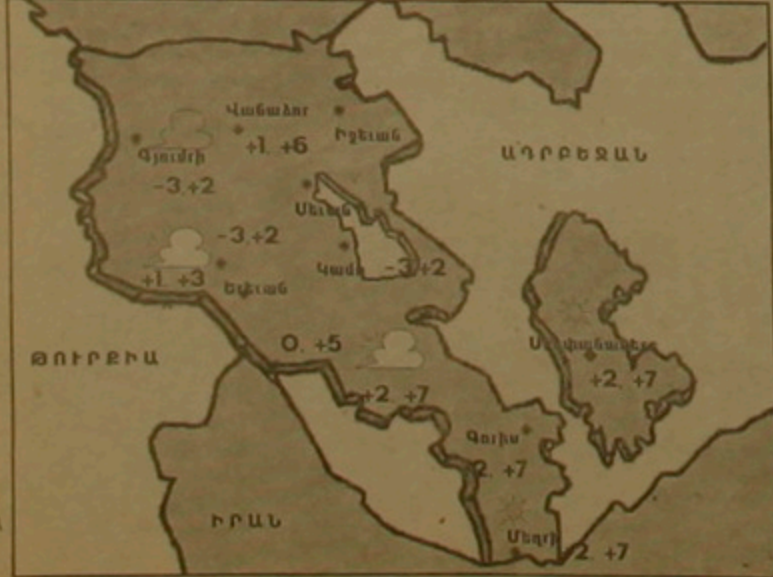 Վանաձոր
Իջեւան
+1. +6
Գյումրի
ԱԴՐԲԵՋԱՆ
-3.+2
Սեւան
-3.+2
-3.+2
+1. +3
Երեւան
0. +5
ԹՈՒՐՔԻԱ
+2. +7
+2. +7
Գորիս
2. +7
ԻՐԱՆ
Մեղրի
2. +7